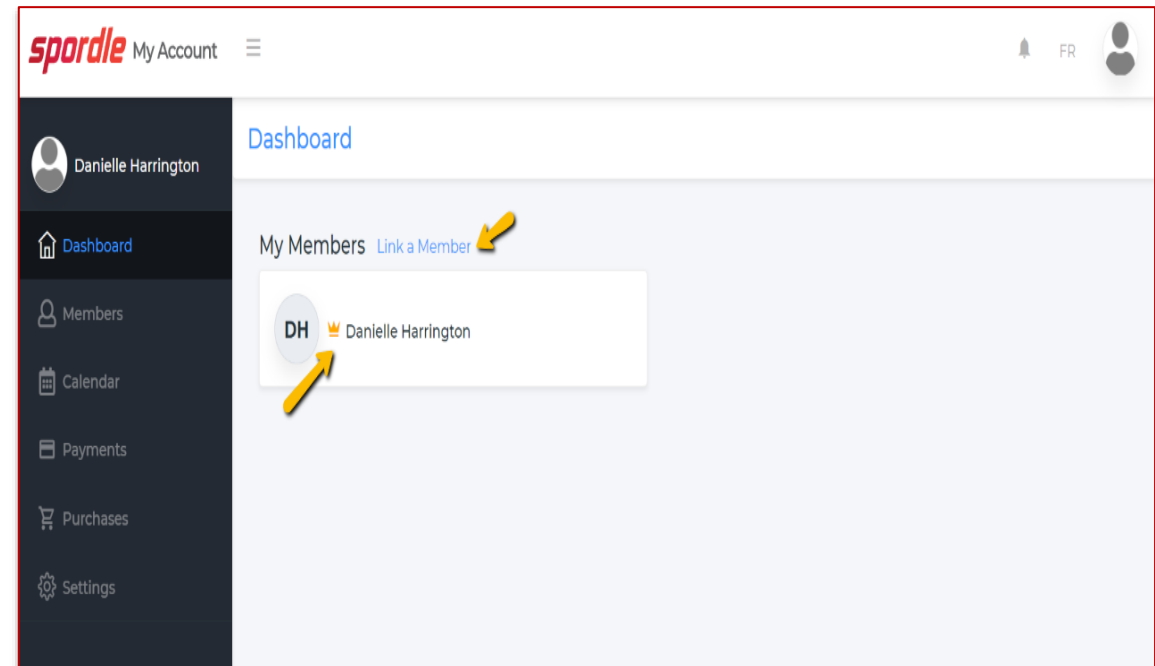 spordle My Account
FR
Danielle Harrington
Dashboard
Members
Calendar
Payments
Purchases
Settings
Dashboard
My Members Link a Member
DH Danielle Harrington